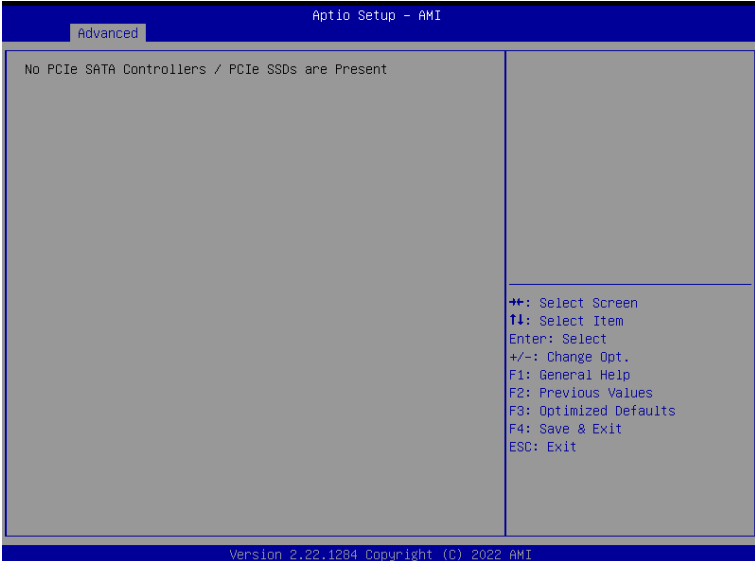 Aptio Setup – AMI
Advanced
No PCIe SATA Controllers / PCIe SSDs are Present
→←: Select Screen
↑↓: Select Item
Enter: Select
+/-: Change Opt.
F1: General Help
F2: Previous Values
F3: Optimized Defaults
F4: Save & Exit
ESC: Exit
Version 2.22.1284 Copyright (C) 2022 AMI